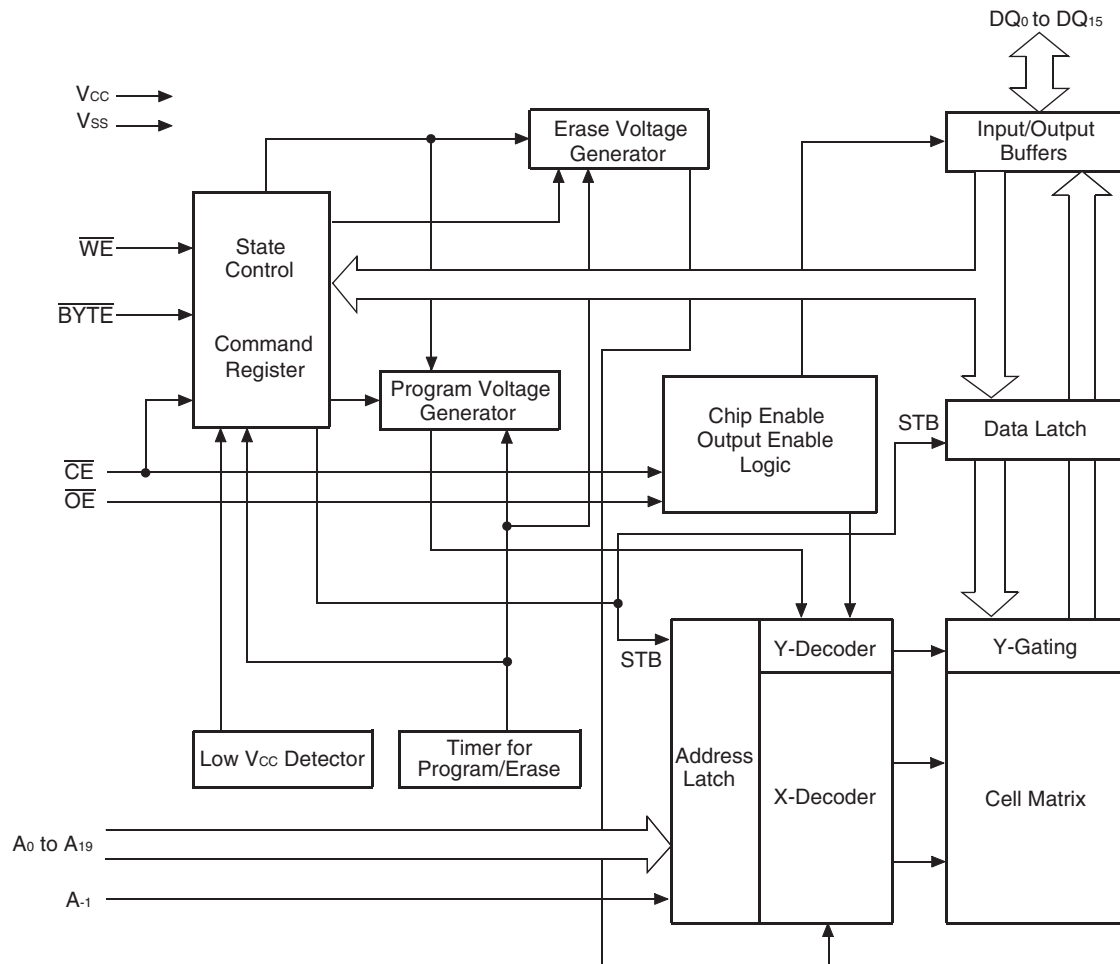 DQ0 to DQ15
VCC
VSS
Erase Voltage
Generator
Input/Output
Buffers
WE
State
Control
BYTE
Command
Register
Program Voltage
Generator
Chip Enable
Output Enable
Logic
STB
Data Latch
CE
OE
STB
Y-Decoder
Y-Gating
Low VCC Detector
Timer for
Program/Erase
Address
Latch
X-Decoder
Cell Matrix
A0 to A19
A-1